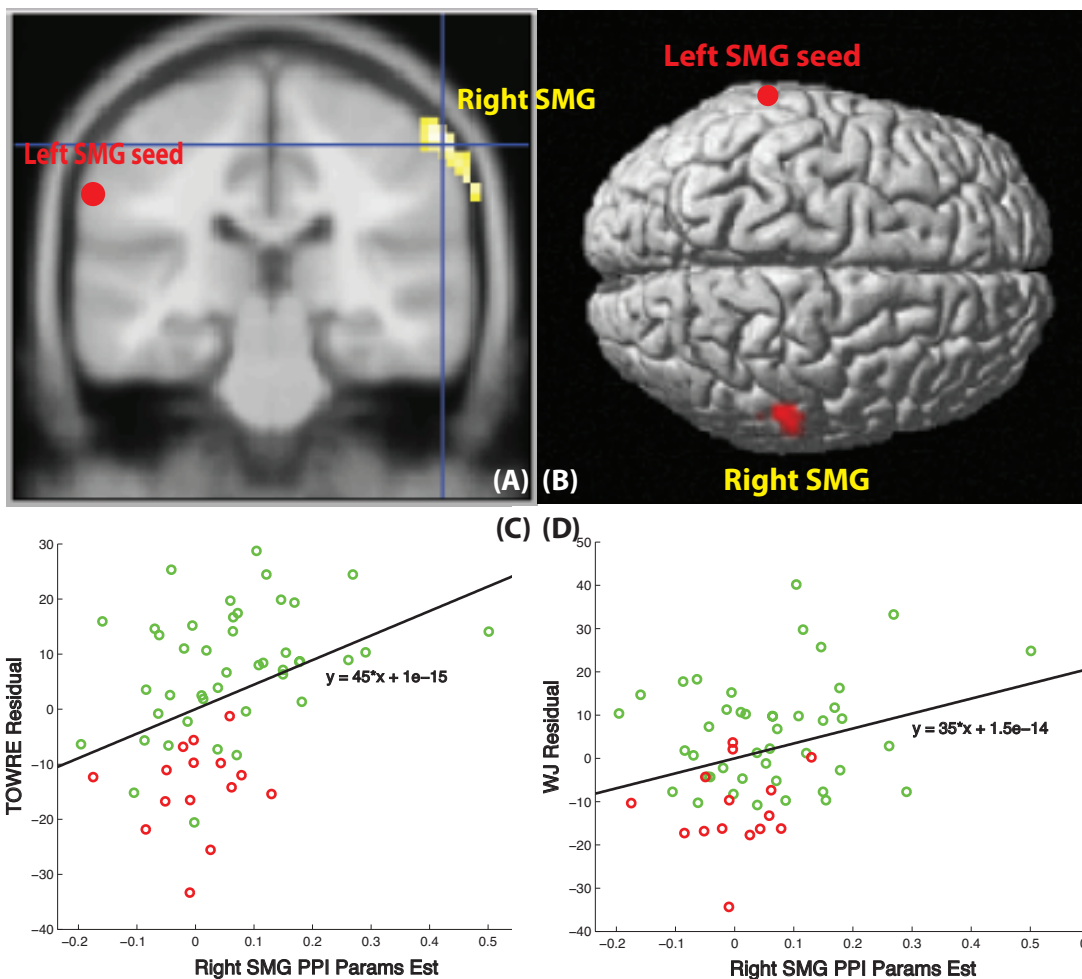 Left SMG seed
Right SMG
Left SMG seed
(A) (B)
Right SMG
(C) (D)
30
20
10
0
−10
−20
−30
−40
TOWRE Residual
y = 45*x + 1e−15
−0.2 −0.1 0 0.1 0.2 0.3 0.4 0.5
Right SMG PPI Params Est
50
40
30
20
10
0
−10
−20
−30
−40
WJ Residual
y = 35*x + 1.5e−14
−0.2 −0.1 0 0.1 0.2 0.3 0.4 0.5
Right SMG PPI Params Est